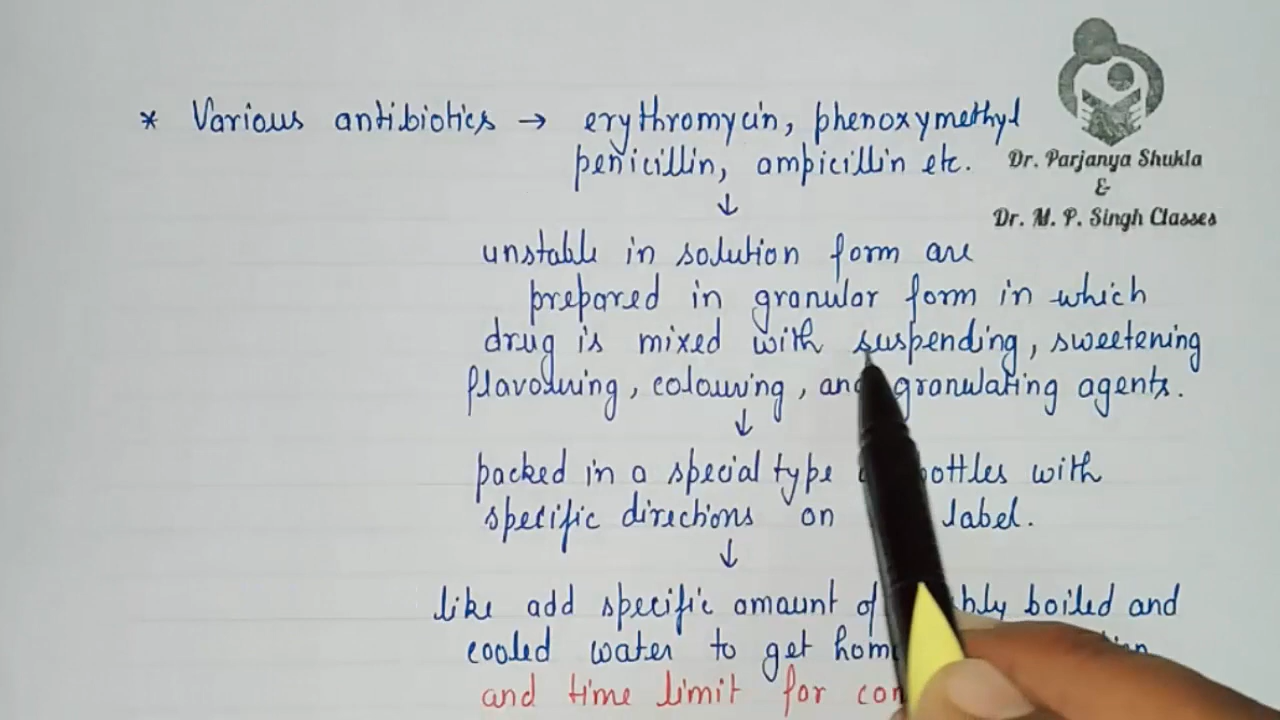 * Various antibiotics → erythromycin, phenoxymethyl
penicillin, ampicillin etc.
Dr. Parjanya Shukla
&
Dr. M. P. Singh Classes
↓
unstable in solution form are
prepared in granular form in which
drug is mixed with suspending, sweetening
flavouring, colouring, and granulating agents.
↓
packed in a special type bottles with
specific directions on label.
↓
like add specific amount of boiled and
cooled water to get
and time limit for